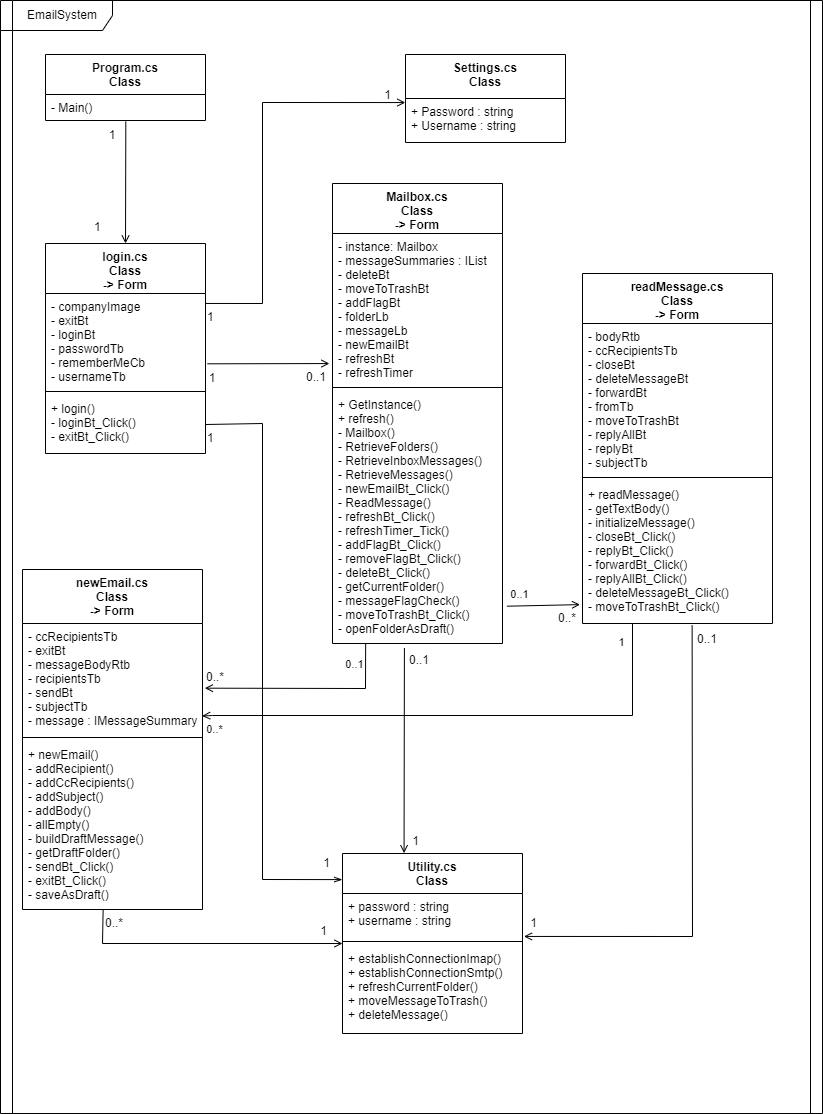 EmailSystem
Program.cs
Class
- Main()
1
1
Settings.cs
Class
+ Password : string
+ Username : string
1
login.cs
Class
-> Form
- companyImage
- exitBt
- loginBt
- passwordTb
- rememberMeCb
- usernameTb
+ login()
- loginBt_Click()
- exitBt_Click()
1
1
0..1
1
Mailbox.cs
Class
-> Form
- instance: Mailbox
- messageSummaries : IList
- deleteBt
- moveToTrashBt
- addFlagBt
- folderLb
- messageLb
- newEmailBt
- refreshBt
- refreshTimer
+ GetInstance()
+ refresh()
- Mailbox()
- RetrieveFolders()
- RetrieveInboxMessages()
- RetrieveMessages()
- newEmailBt_Click()
- ReadMessage()
- refreshBt_Click()
- refreshTimer_Tick()
- addFlagBt_Click()
- removeFlagBt_Click()
- deleteBt_Click()
- getCurrentFolder()
- messageFlagCheck()
- moveToTrashBt_Click()
- openFolderAsDraft()
0..1
0..*
0..1
0..1
readMessage.cs
Class
-> Form
- bodyRtb
- ccRecipientsTb
- closeBt
- deleteMessageBt
- forwardBt
- fromTb
- moveToTrashBt
- replyAllBt
- replyBt
- subjectTb
+ readMessage()
- getTextBody()
- initializeMessage()
- closeBt_Click()
- replyBt_Click()
- forwardBt_Click()
- replyAllBt_Click()
- deleteMessageBt_Click()
- moveToTrashBt_Click()
1
0..1
newEmail.cs
Class
-> Form
- ccRecipientsTb
- exitBt
- messageBodyRtb
- recipientsTb
- sendBt
- subjectTb
- message : IMessageSummary
+ newEmail()
- addRecipient()
- addCcRecipients()
- addSubject()
- addBody()
- allEmpty()
- buildDraftMessage()
- getDraftFolder()
- sendBt_Click()
- exitBt_Click()
- saveAsDraft()
0..*
0..*
0..*
1
1
1
1
Utility.cs
Class
+ password : string
+ username : string
+ establishConnectionImap()
+ establishConnectionSmtp()
+ refreshCurrentFolder()
+ moveMessageToTrash()
+ deleteMessage()